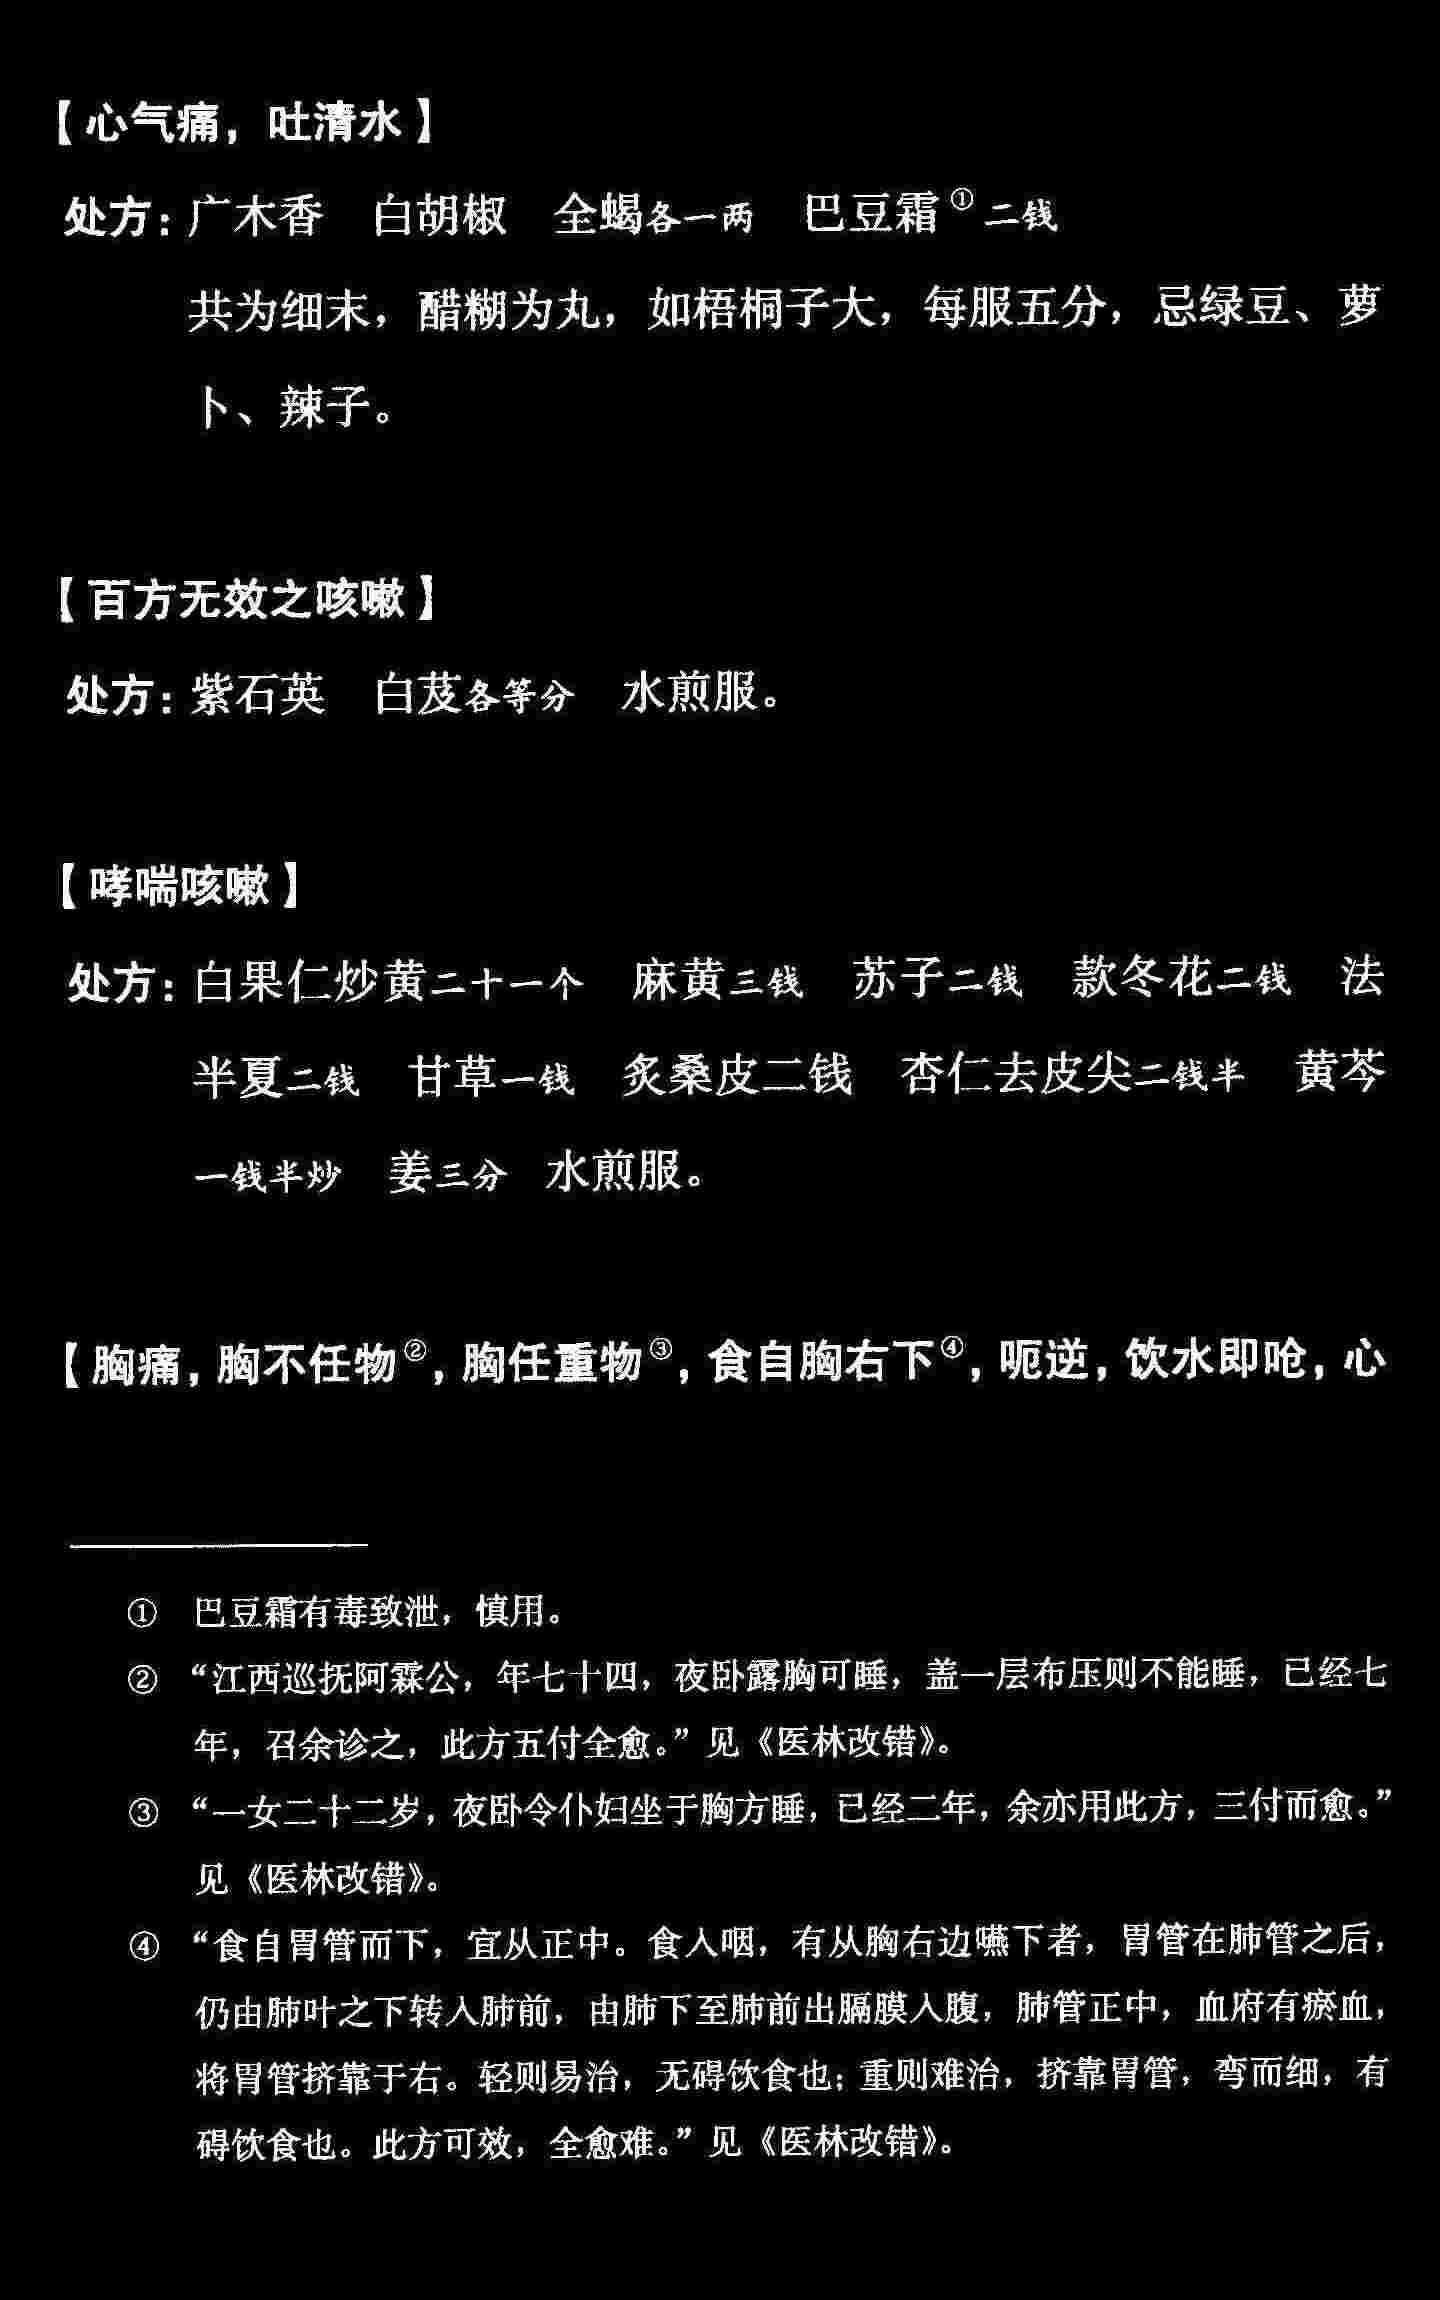 【心气痛，吐清水】
处方：广木香　白胡椒　全蝎各一两　巴豆霜①二钱
共为细末，醋糊为丸，如梧桐子大，每服五分，忌绿豆、萝
卜、辣子。
【百方无效之咳嗽】
处方：紫石英　白芨各等分　水煎服。
【哮喘咳嗽】
处方：白果仁炒黄二十一个　麻黄三钱　苏子二钱　款冬花二钱　法
半夏二钱　甘草一钱　炙桑皮二钱　杏仁去皮尖二钱半　黄芩
一钱半炒　姜三分　水煎服。
【胸痛，胸不任物②，胸任重物③，食自胸右下④，呃逆，饮水即呛，心
①　巴豆霜有毒致泄，慎用。
②　“江西巡抚阿霖公，年七十四，夜卧露胸可睡，盖一层布压则不能睡，已经七
年，召余诊之，此方五付全愈。”见《医林改错》。
③　“一女二十二岁，夜卧令仆妇坐于胸方睡，已经二年，余亦用此方，三付而愈。”
见《医林改错》。
④　“食自胃管而下，宜从正中。食入咽，有从胸右边嚥下者，胃管在肺管之后，
仍由肺叶之下转入肺前，由肺下至肺前出膈膜入腹，肺管正中，血府有瘀血，
将胃管挤靠于右。轻则易治，无碍饮食也；重则难治，挤靠胃管，弯而细，有
碍饮食也。此方可效，全愈难。”见《医林改错》。